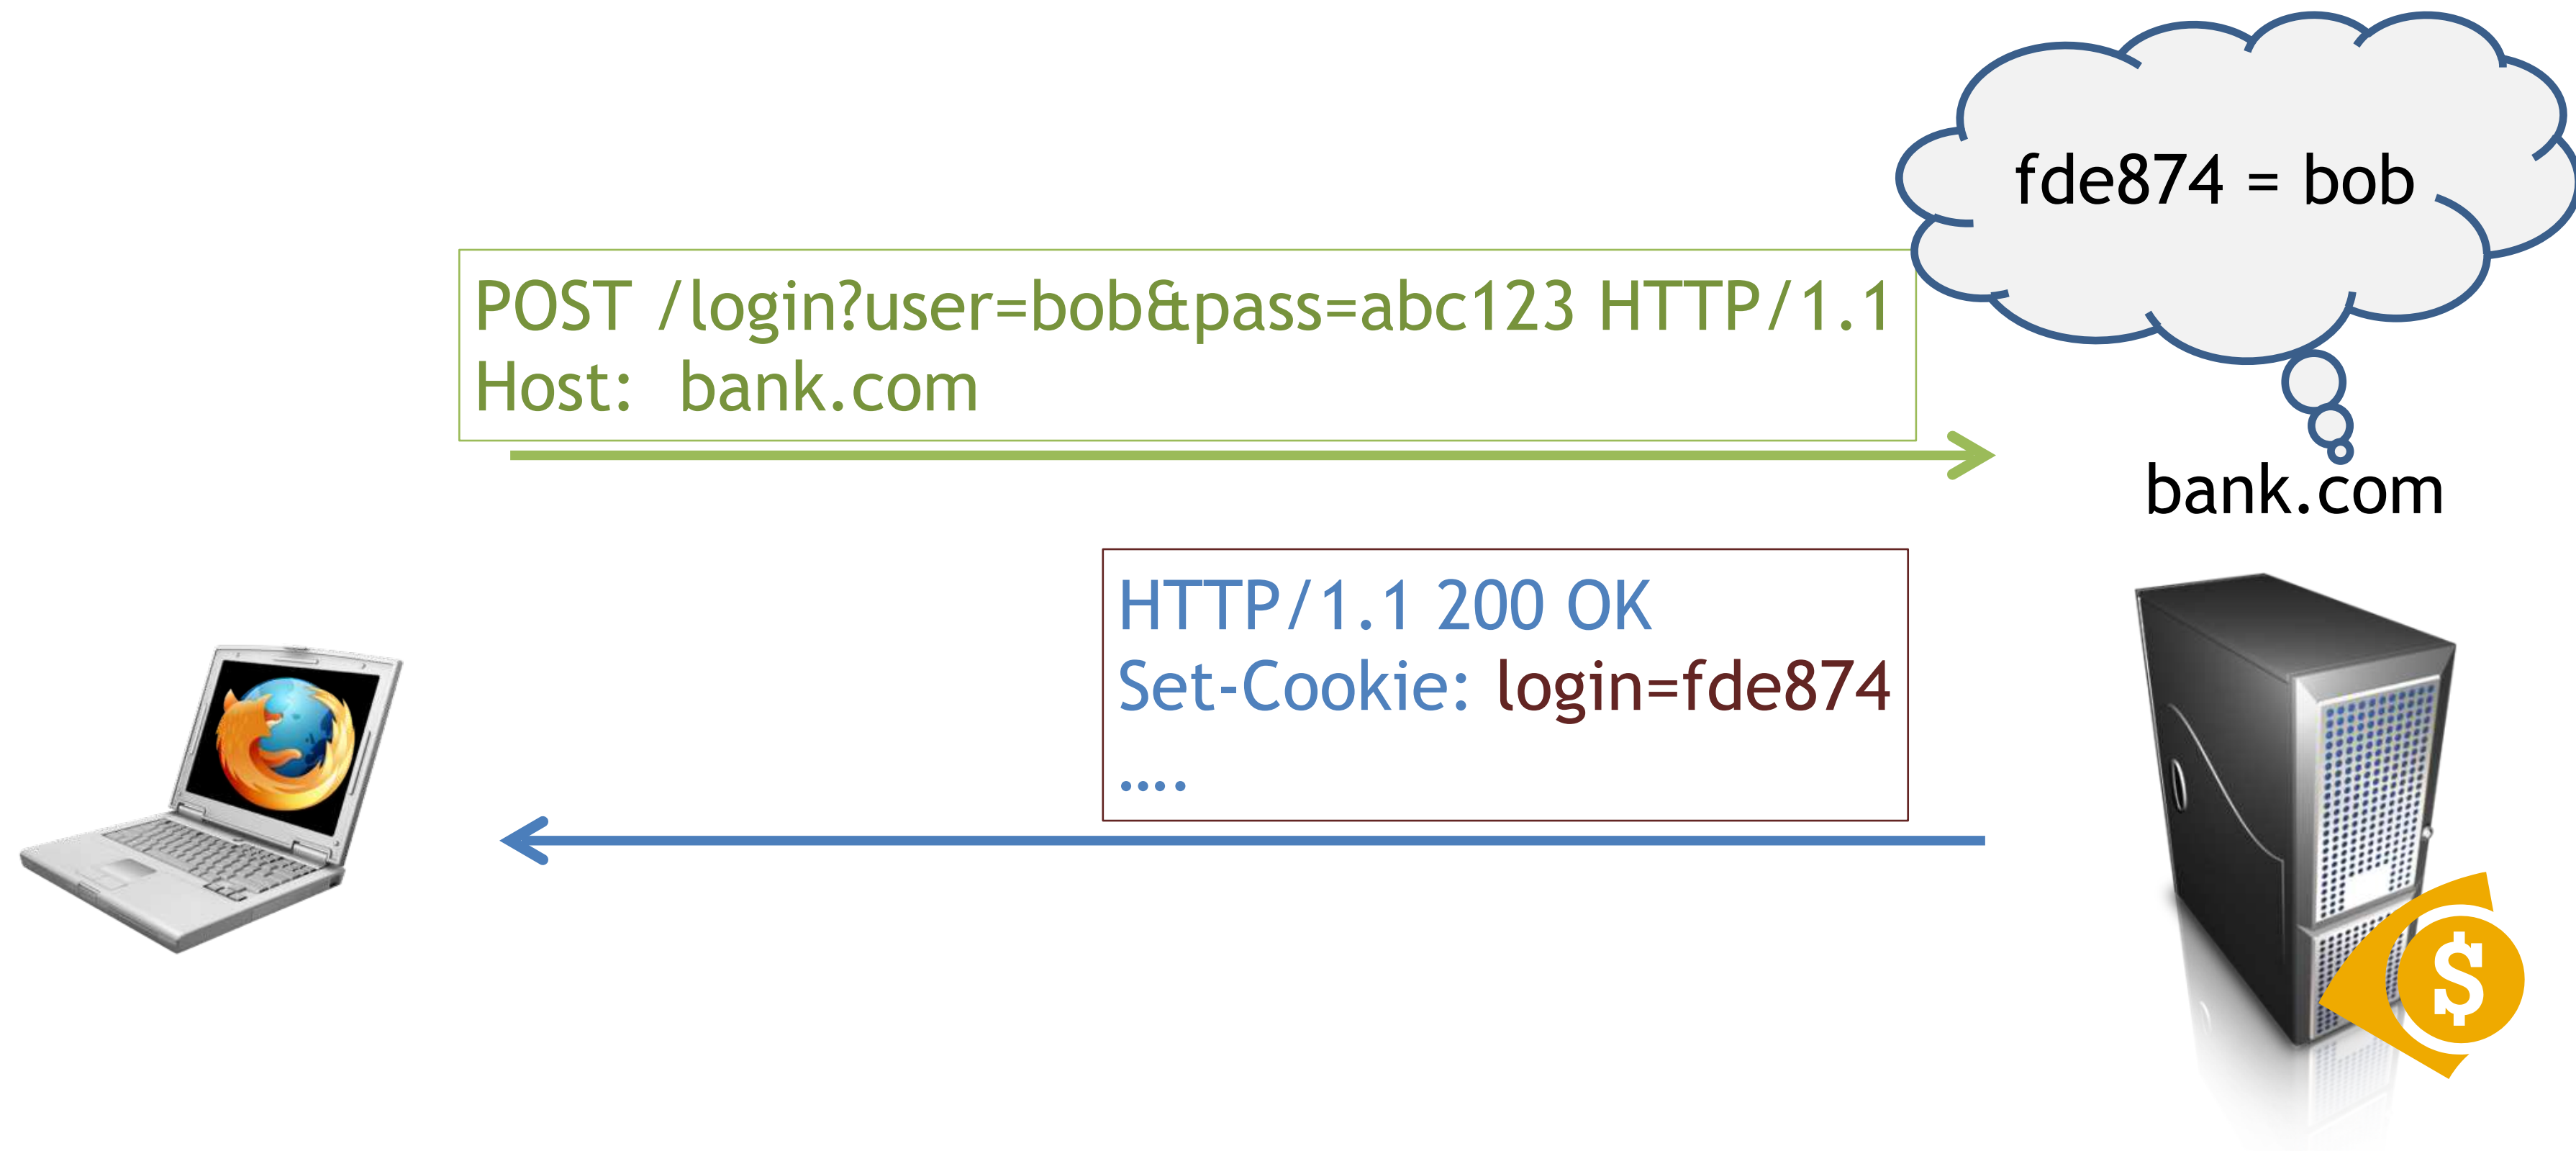 fde874 = bob
POST /login?user=bob&pass=abc123 HTTP/1.1
Host: bank.com
bank.com
HTTP/1.1 200 OK
Set-Cookie: login=fde874
....
$